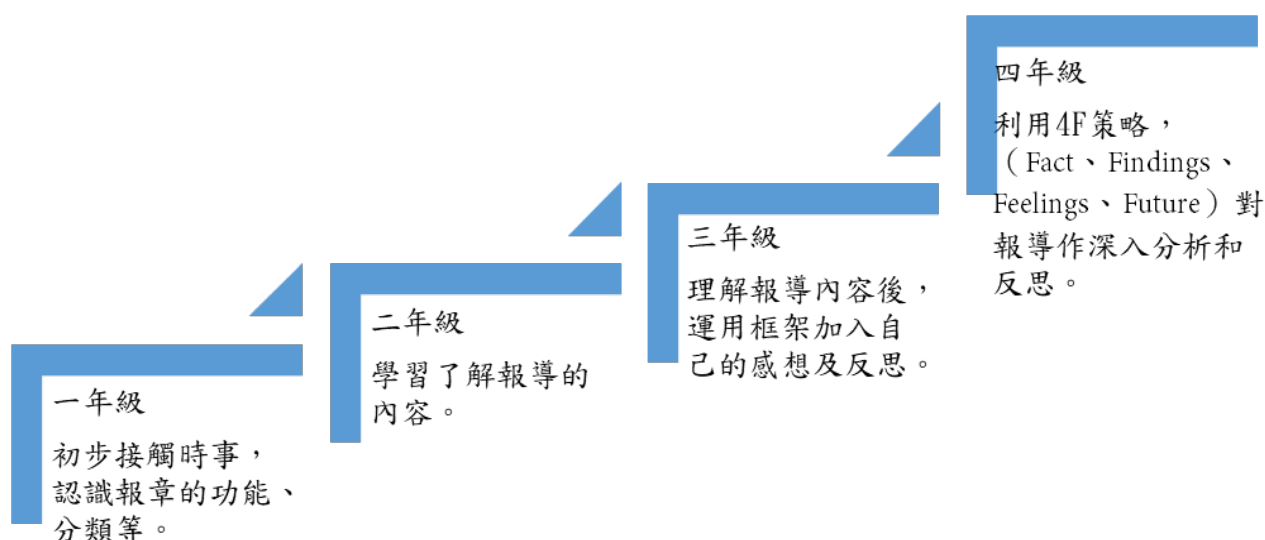 一年級
初步接觸時事，
認識報章的功能、
分類等。
二年級
學習了解報導的
內容。
三年級
理解報導內容後，
運用框架加入自
己的感想及反思。
四年級
利用4F策略，
（Fact、Findings、
Feelings、Future）對
報導作深入分析和
反思。